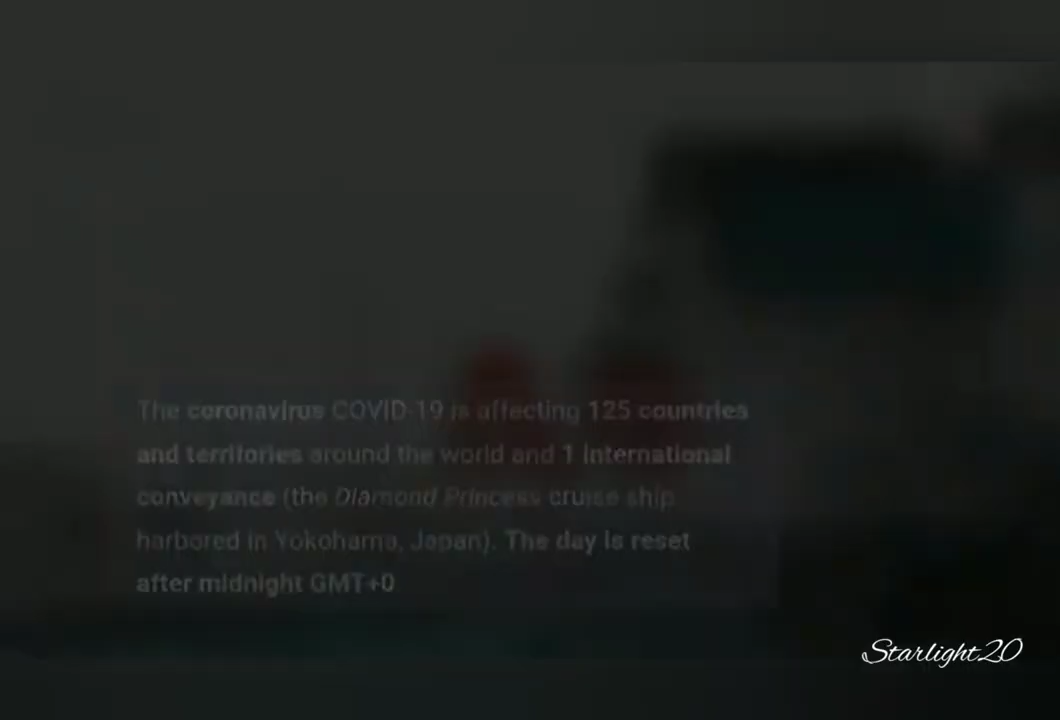 The coronavirus COVID-19 is affecting 125 countries
and territories around the world and 1 international
conveyance (the Diamond Princess cruise ship
harbored in Yokohama, Japan). The day is reset
after midnight GMT+0
Starlight20